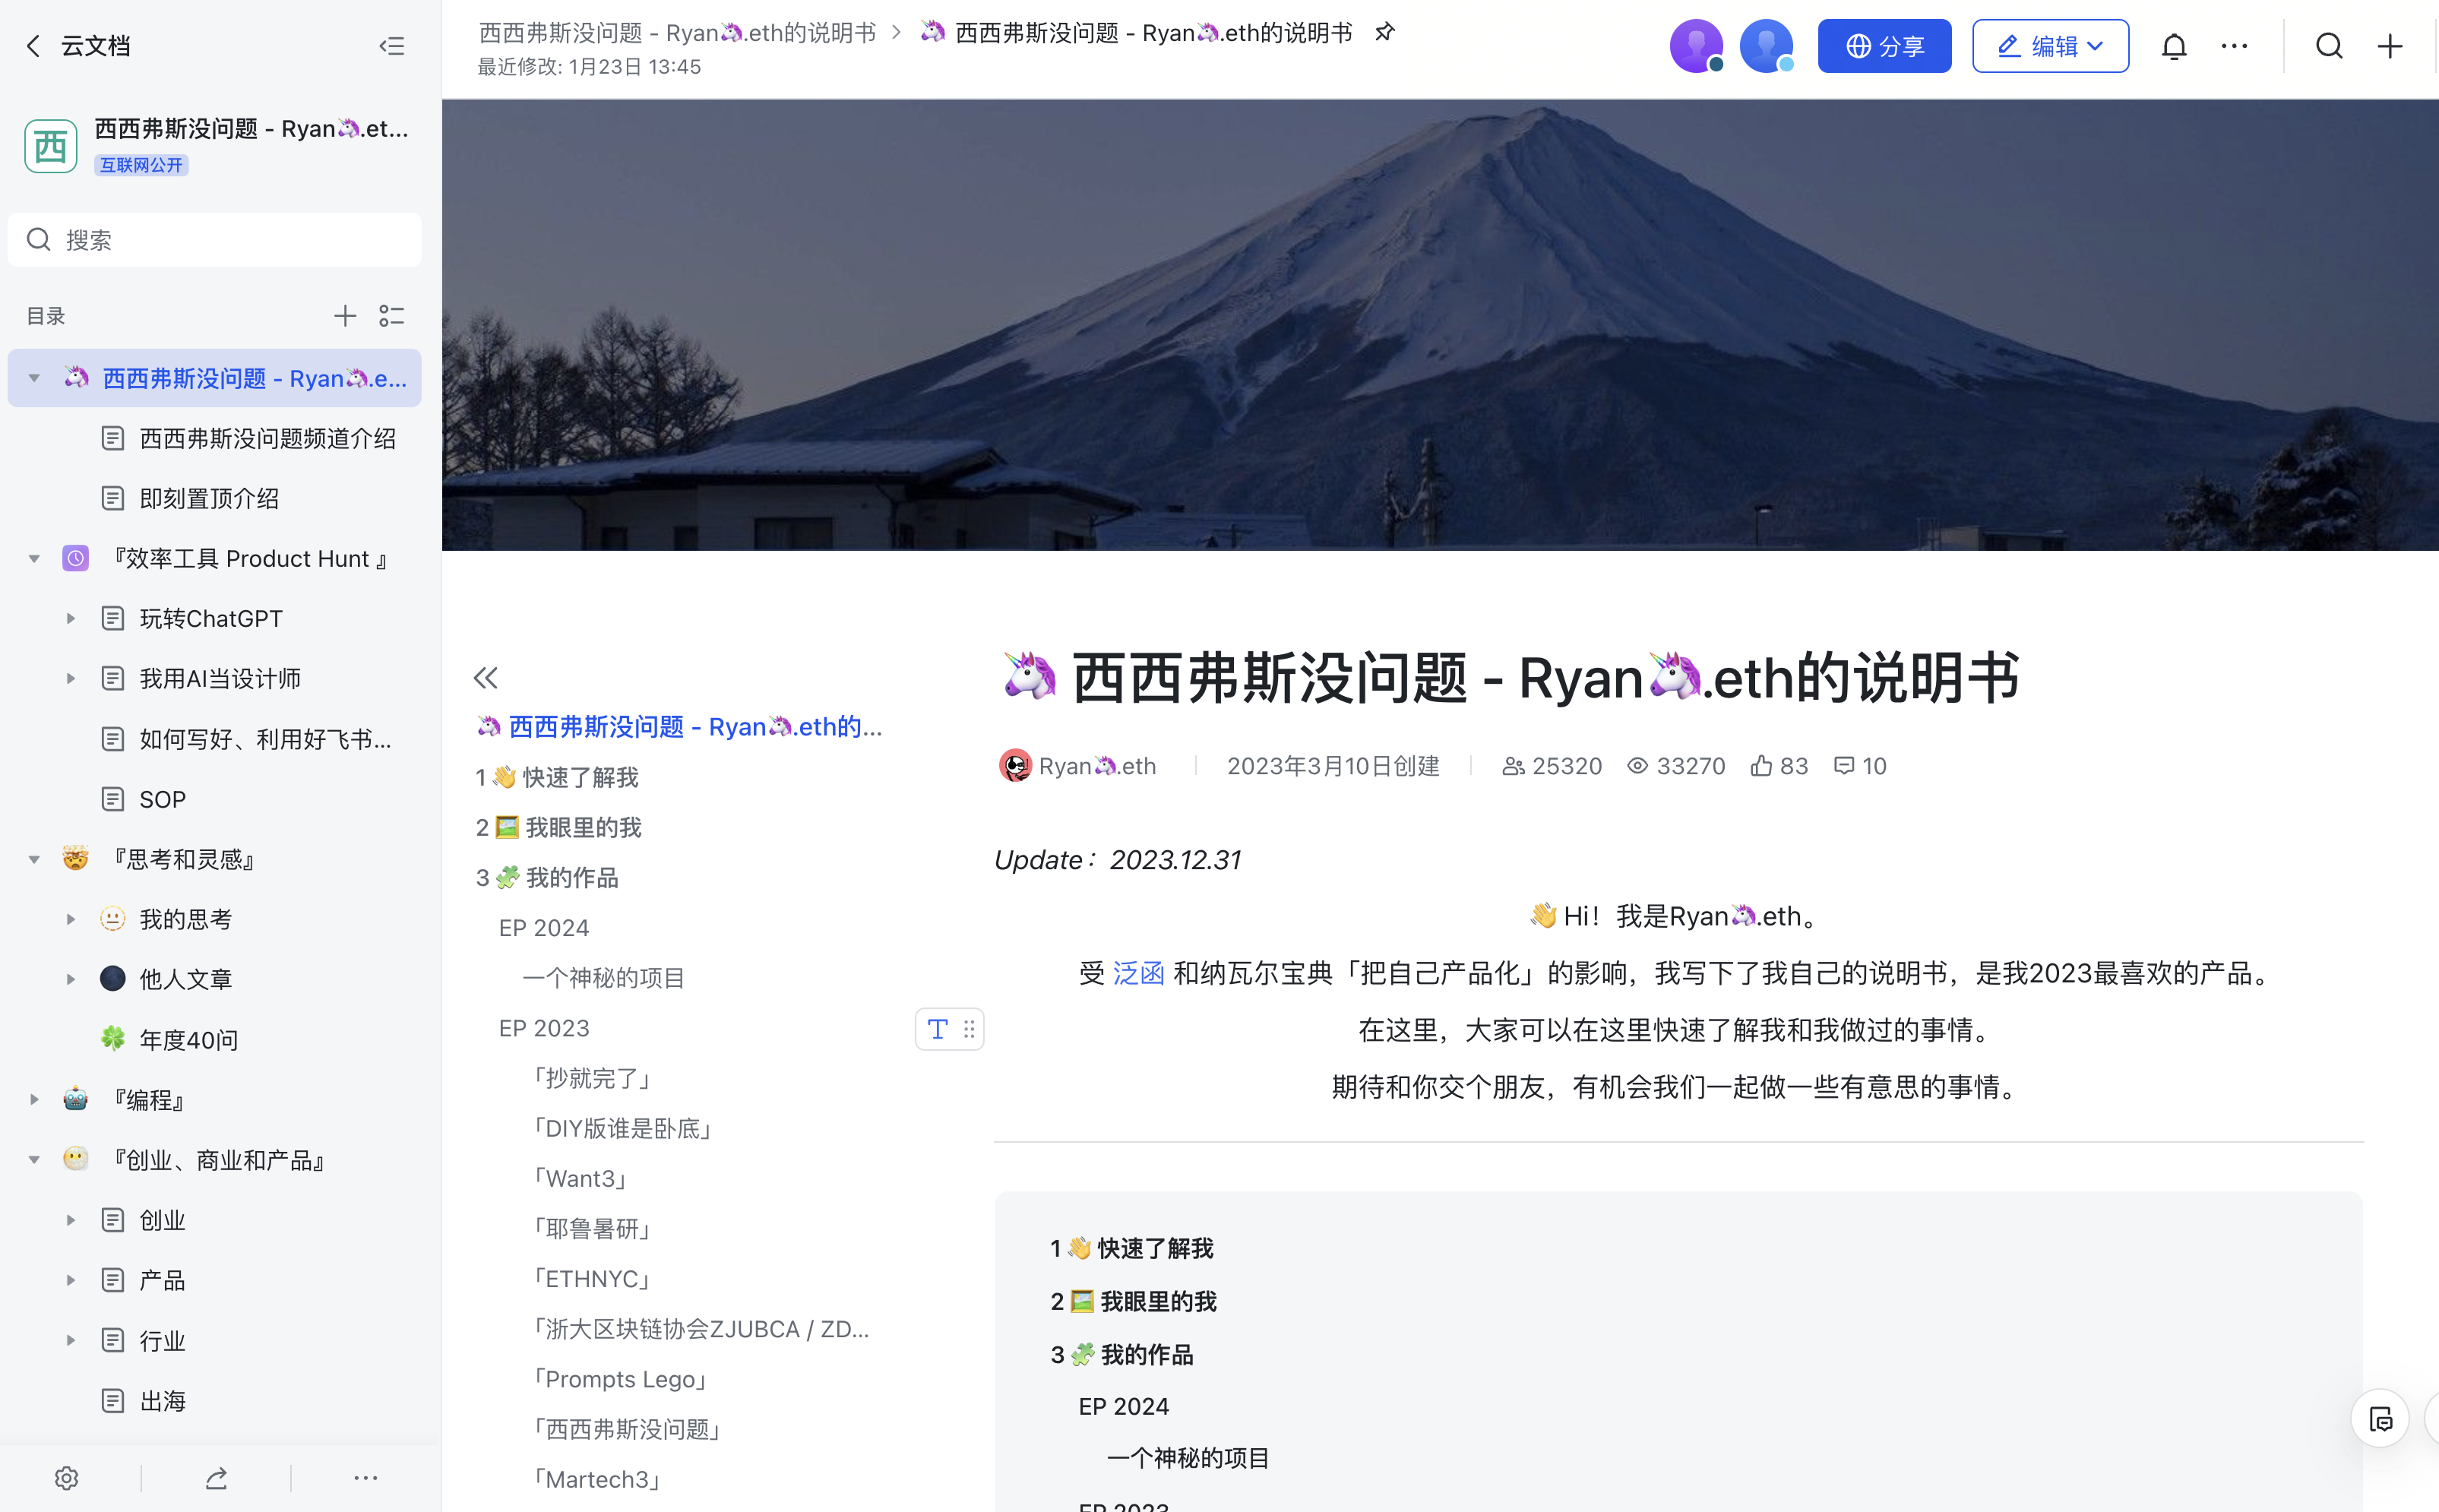 云文档
西西弗斯没问题 - Ryan🦄.et...
西
互联网公开
搜索
目录
🦄 西西弗斯没问题 - Ryan🦄.e...
西西弗斯没问题频道介绍
即刻置顶介绍
『效率工具 Product Hunt 』
玩转ChatGPT
我用AI当设计师
如何写好、利用好飞书...
SOP
🤯 『思考和灵感』
🫥 我的思考
🌑 他人文章
🍀 年度40问
🤖 『编程』
😶‍🌫️ 『创业、商业和产品』
创业
产品
行业
出海
西西弗斯没问题 - Ryan🦄.eth的说明书 > 🦄 西西弗斯没问题 - Ryan🦄.eth的说明书
最近修改: 1月23日 13:45
分享
编辑
🦄 西西弗斯没问题 - Ryan🦄.eth的...
1 👋 快速了解我
2 🖼️ 我眼里的我
3 🧩 我的作品
EP 2024
一个神秘的项目
EP 2023
「抄就完了」
「DIY版谁是卧底」
「Want3」
「耶鲁暑研」
「ETHNYC」
「浙大区块链协会ZJUBCA / ZD...
「Prompts Lego」
「西西弗斯没问题」
「Martech3」
🦄 西西弗斯没问题 - Ryan🦄.eth的说明书
Ryan🦄.eth | 2023年3月10日创建 | 25320 33270 83 10
Update：2023.12.31
👋 Hi！我是Ryan🦄.eth。
受 泛函 和纳瓦尔宝典「把自己产品化」的影响，我写下了我自己的说明书，是我2023最喜欢的产品。
在这里，大家可以在这里快速了解我和我做过的事情。
期待和你交个朋友，有机会我们一起做一些有意思的事情。
1 👋 快速了解我
2 🖼️ 我眼里的我
3 🧩 我的作品
EP 2024
一个神秘的项目
EP 2023